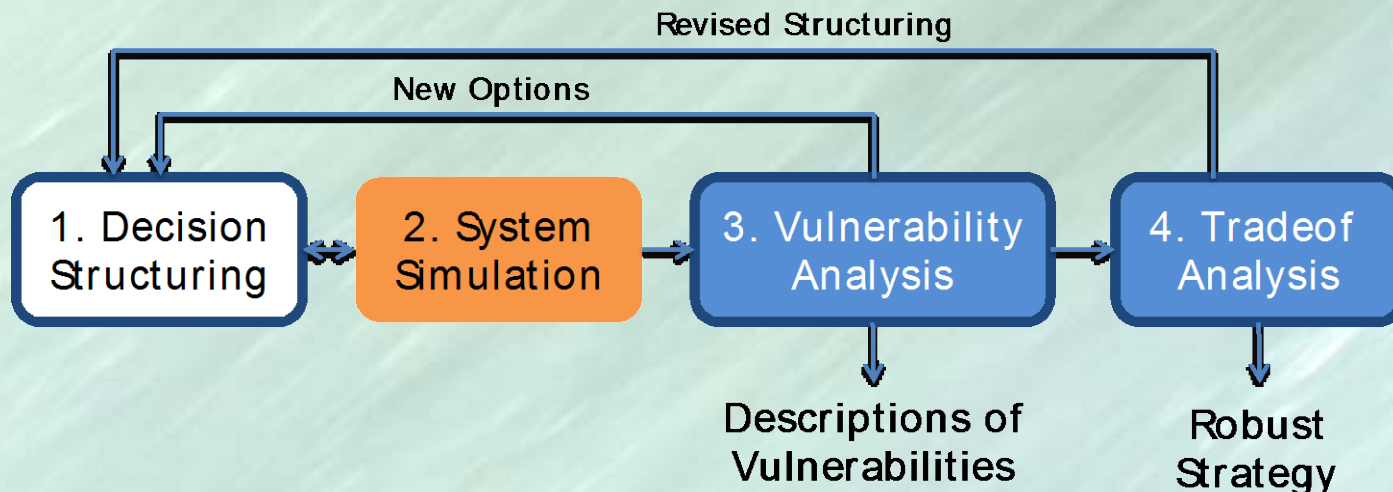 Revised Structuring
New Options
1. Decision
Structuring
2. System
Simulation
3. Vulnerability
Analysis
4. Tradeof
Analysis
Descriptions of
Vulnerabilities
Robust
Strategy